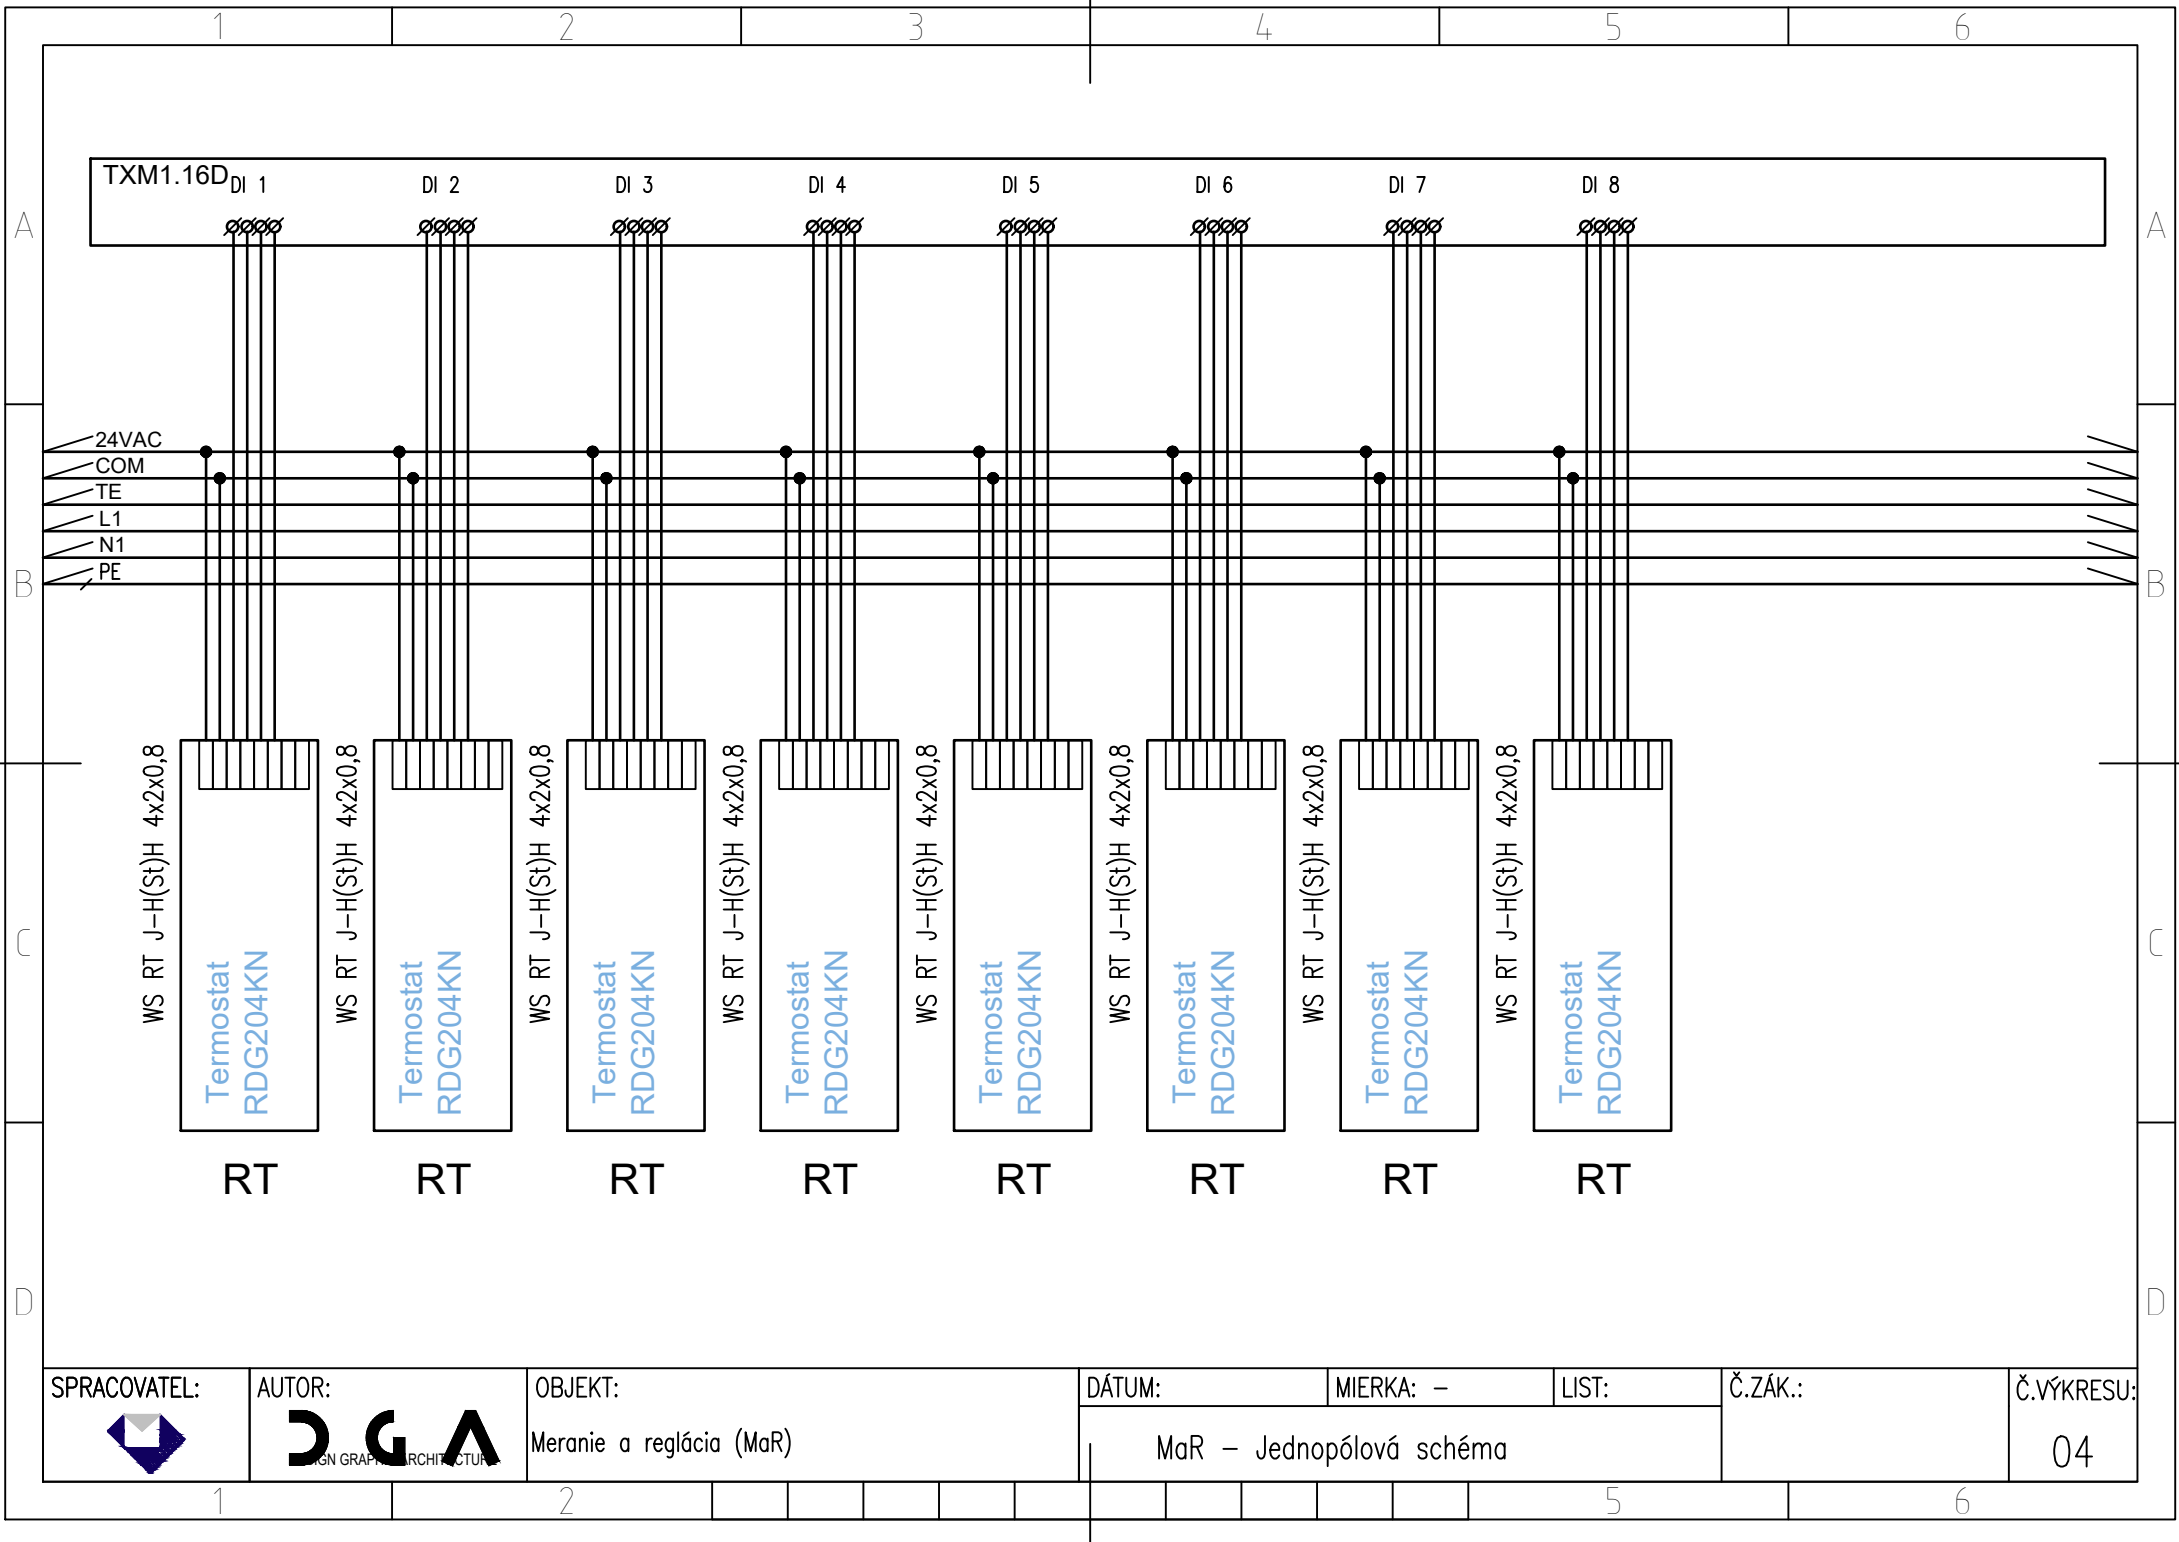 1 2 3 4 5 6
TXM1.16D
DI 1 DI 2 DI 3 DI 4 DI 5 DI 6 DI 7 DI 8
A A
24VAC
COM
TE
L1
N1
PE
B B
WS RT J-H(St)H 4x2x0,8
Termostat
RDG204KN
WS RT J-H(St)H 4x2x0,8
Termostat
RDG204KN
WS RT J-H(St)H 4x2x0,8
Termostat
RDG204KN
WS RT J-H(St)H 4x2x0,8
Termostat
RDG204KN
WS RT J-H(St)H 4x2x0,8
Termostat
RDG204KN
WS RT J-H(St)H 4x2x0,8
Termostat
RDG204KN
WS RT J-H(St)H 4x2x0,8
Termostat
RDG204KN
WS RT J-H(St)H 4x2x0,8
Termostat
RDG204KN
C C
RT RT RT RT RT RT RT RT
D D
SPRACOVATEL:
AUTOR:
DGA
OBJEKT:
Meranie a reglácia (MaR)
DÁTUM:
MIERKA: –
LIST:
MaR – Jednopólová schéma
Č.ZÁK.:
Č.VÝKRESU:
04
1 2 5 6